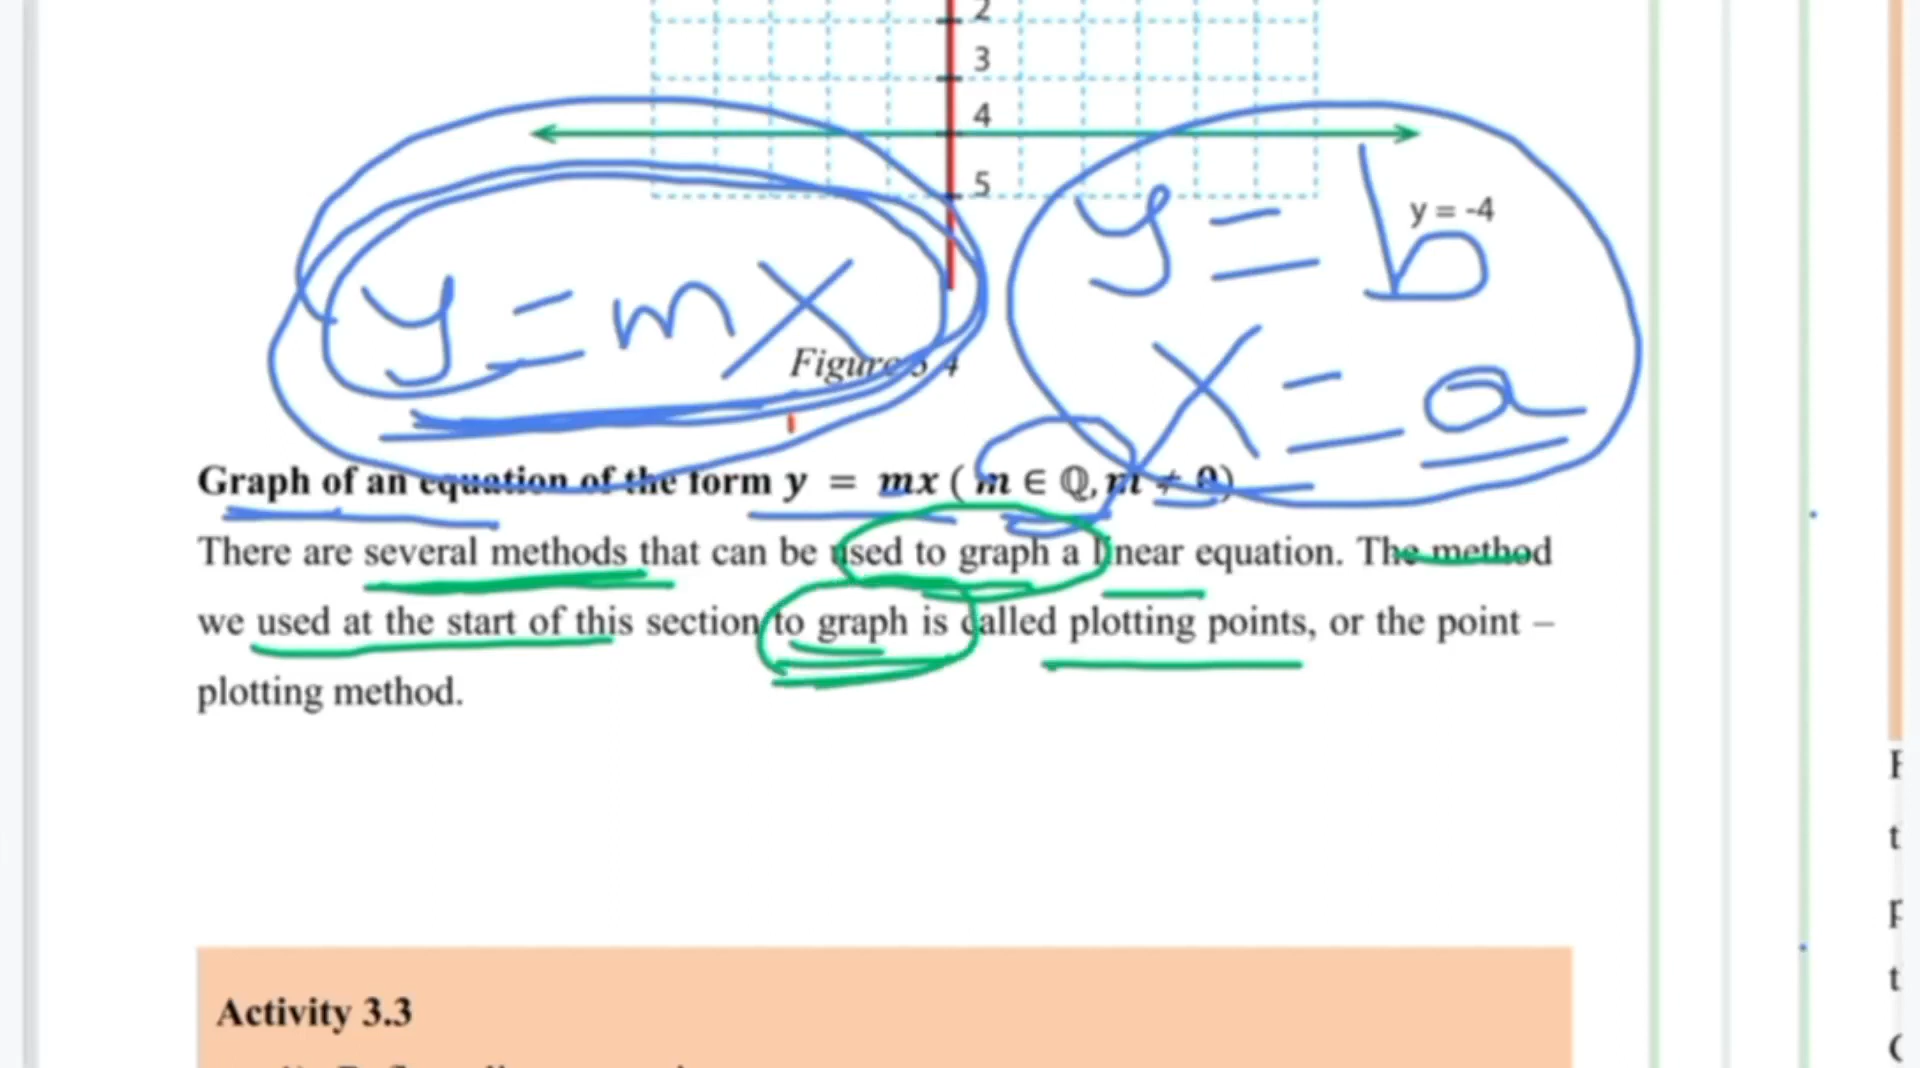 2
3
4
5
y = -4
y = mx
y = b
x = a
Figure 3 4
Graph of an equation of the form y = mx ( m ∈ ℚ, m ≠ 0)
There are several methods that can be used to graph a linear equation. The method
we used at the start of this section to graph is called plotting points, or the point –
plotting method.
Activity 3.3